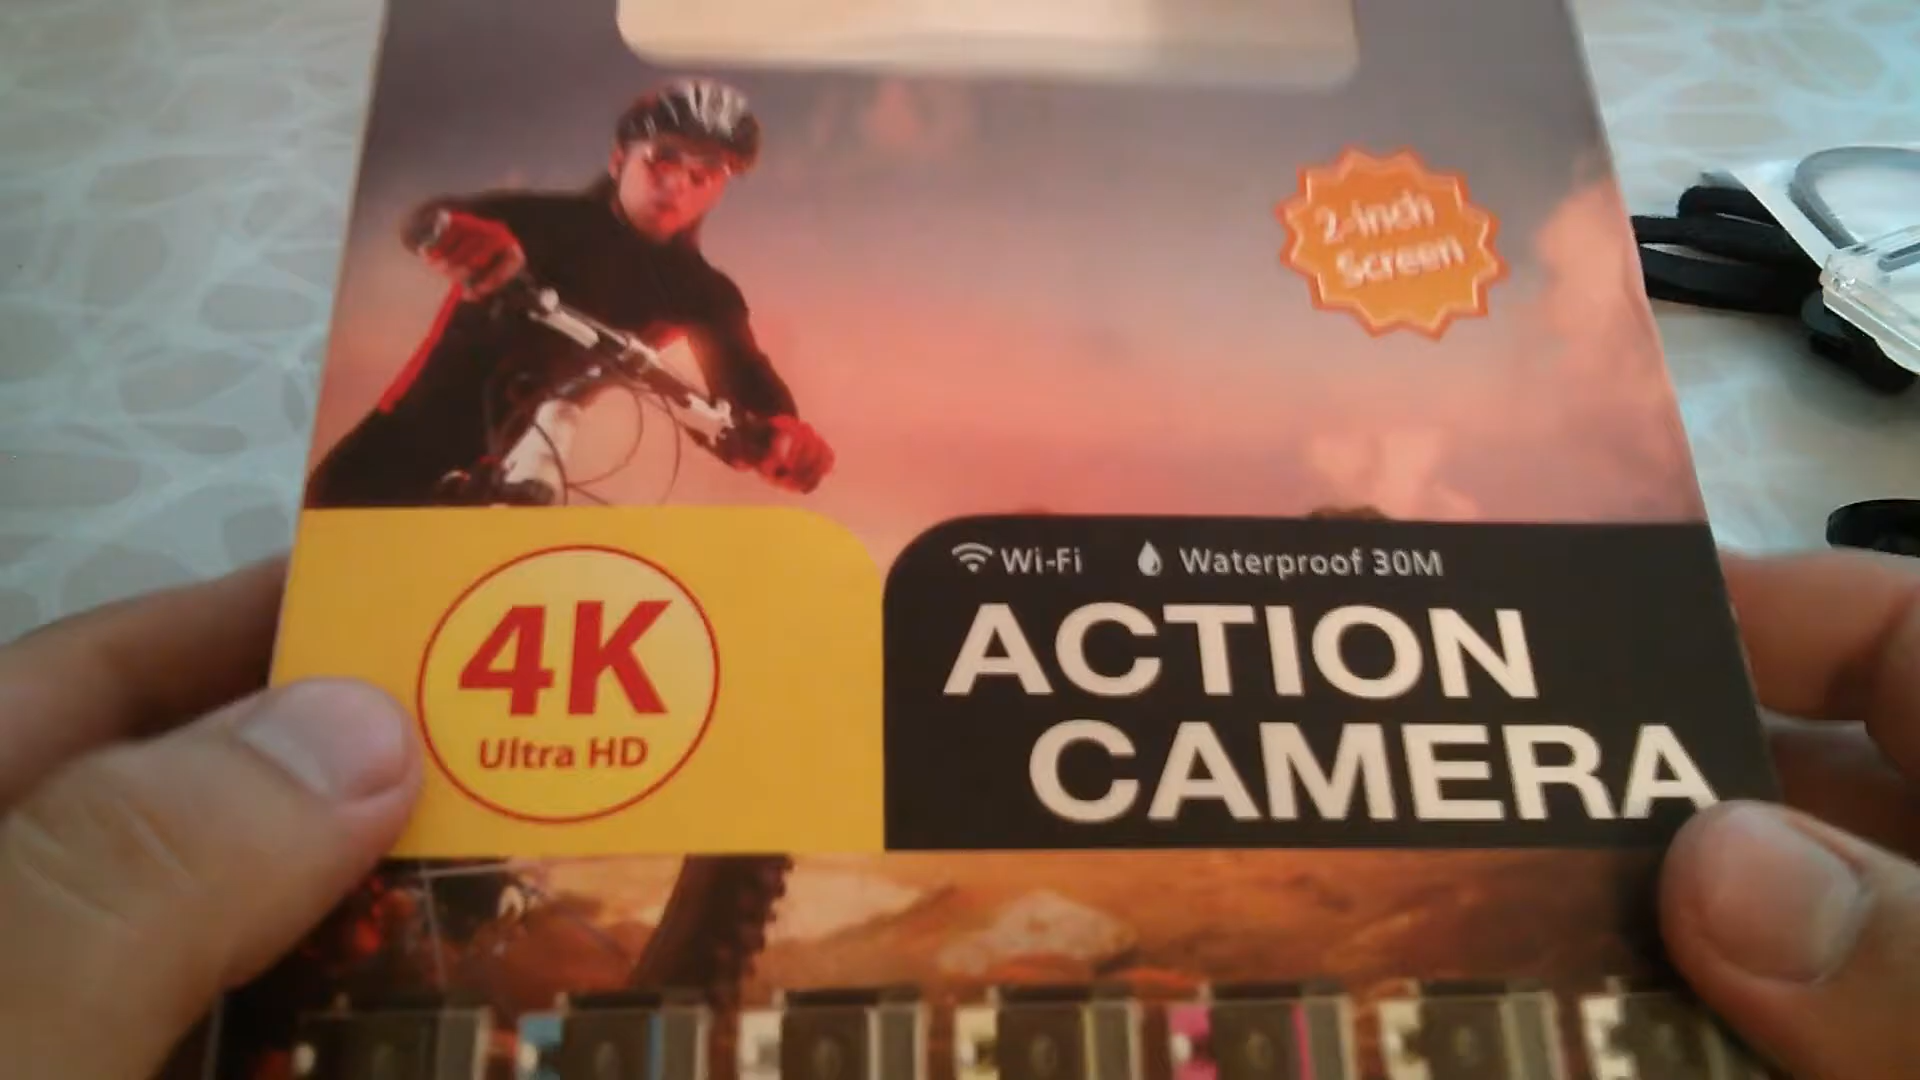 2-inch
Screen
Wi-Fi
Waterproof 30M
4K
Ultra HD
ACTION
CAMERA